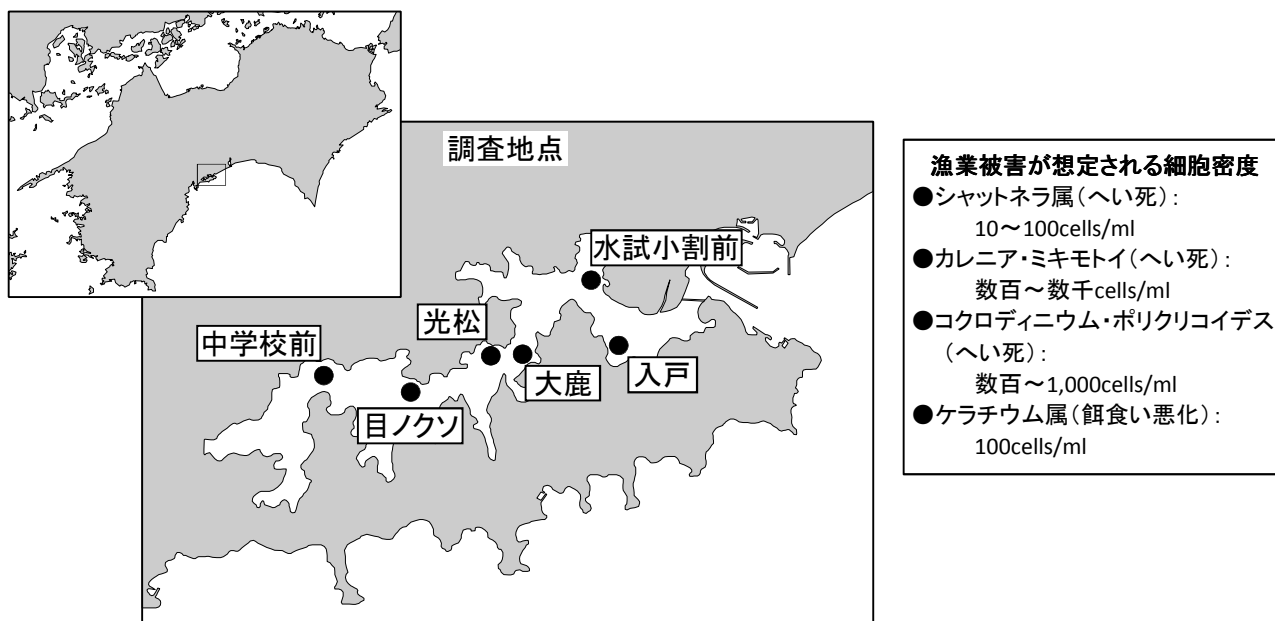 調査地点
水試小割前
光松
中学校前
大鹿
入戸
目ノクソ
漁業被害が想定される細胞密度
●シャットネラ属(へい死):
10~100cells/ml
●カレニア・ミキモトイ(へい死):
数百~数千cells/ml
●コクロディニウム・ポリクリコイデス
(へい死):
数百~1,000cells/ml
●ケラチウム属(餌食い悪化):
100cells/ml